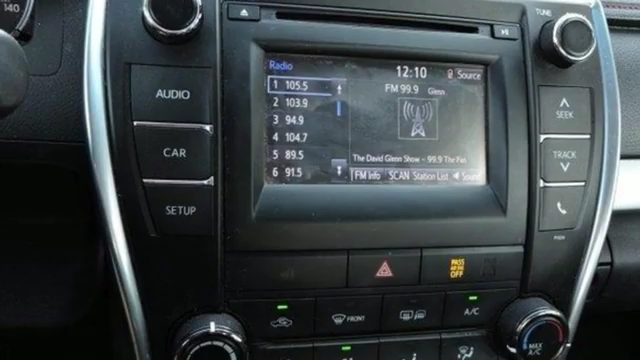 140
TUNE
Radio
12:10
Source
1 105.5
FM 99.9 Glenn
2 103.9
3 94.9
4 104.7
5 89.5
The David Glenn Show - 99.9 The Fan
6 91.5
FM Info SCAN Station List Sound
AUDIO
CAR
SETUP
SEEK
TRACK
PASS
AIR BAG
OFF
FRONT
A/C
MAX
A/C